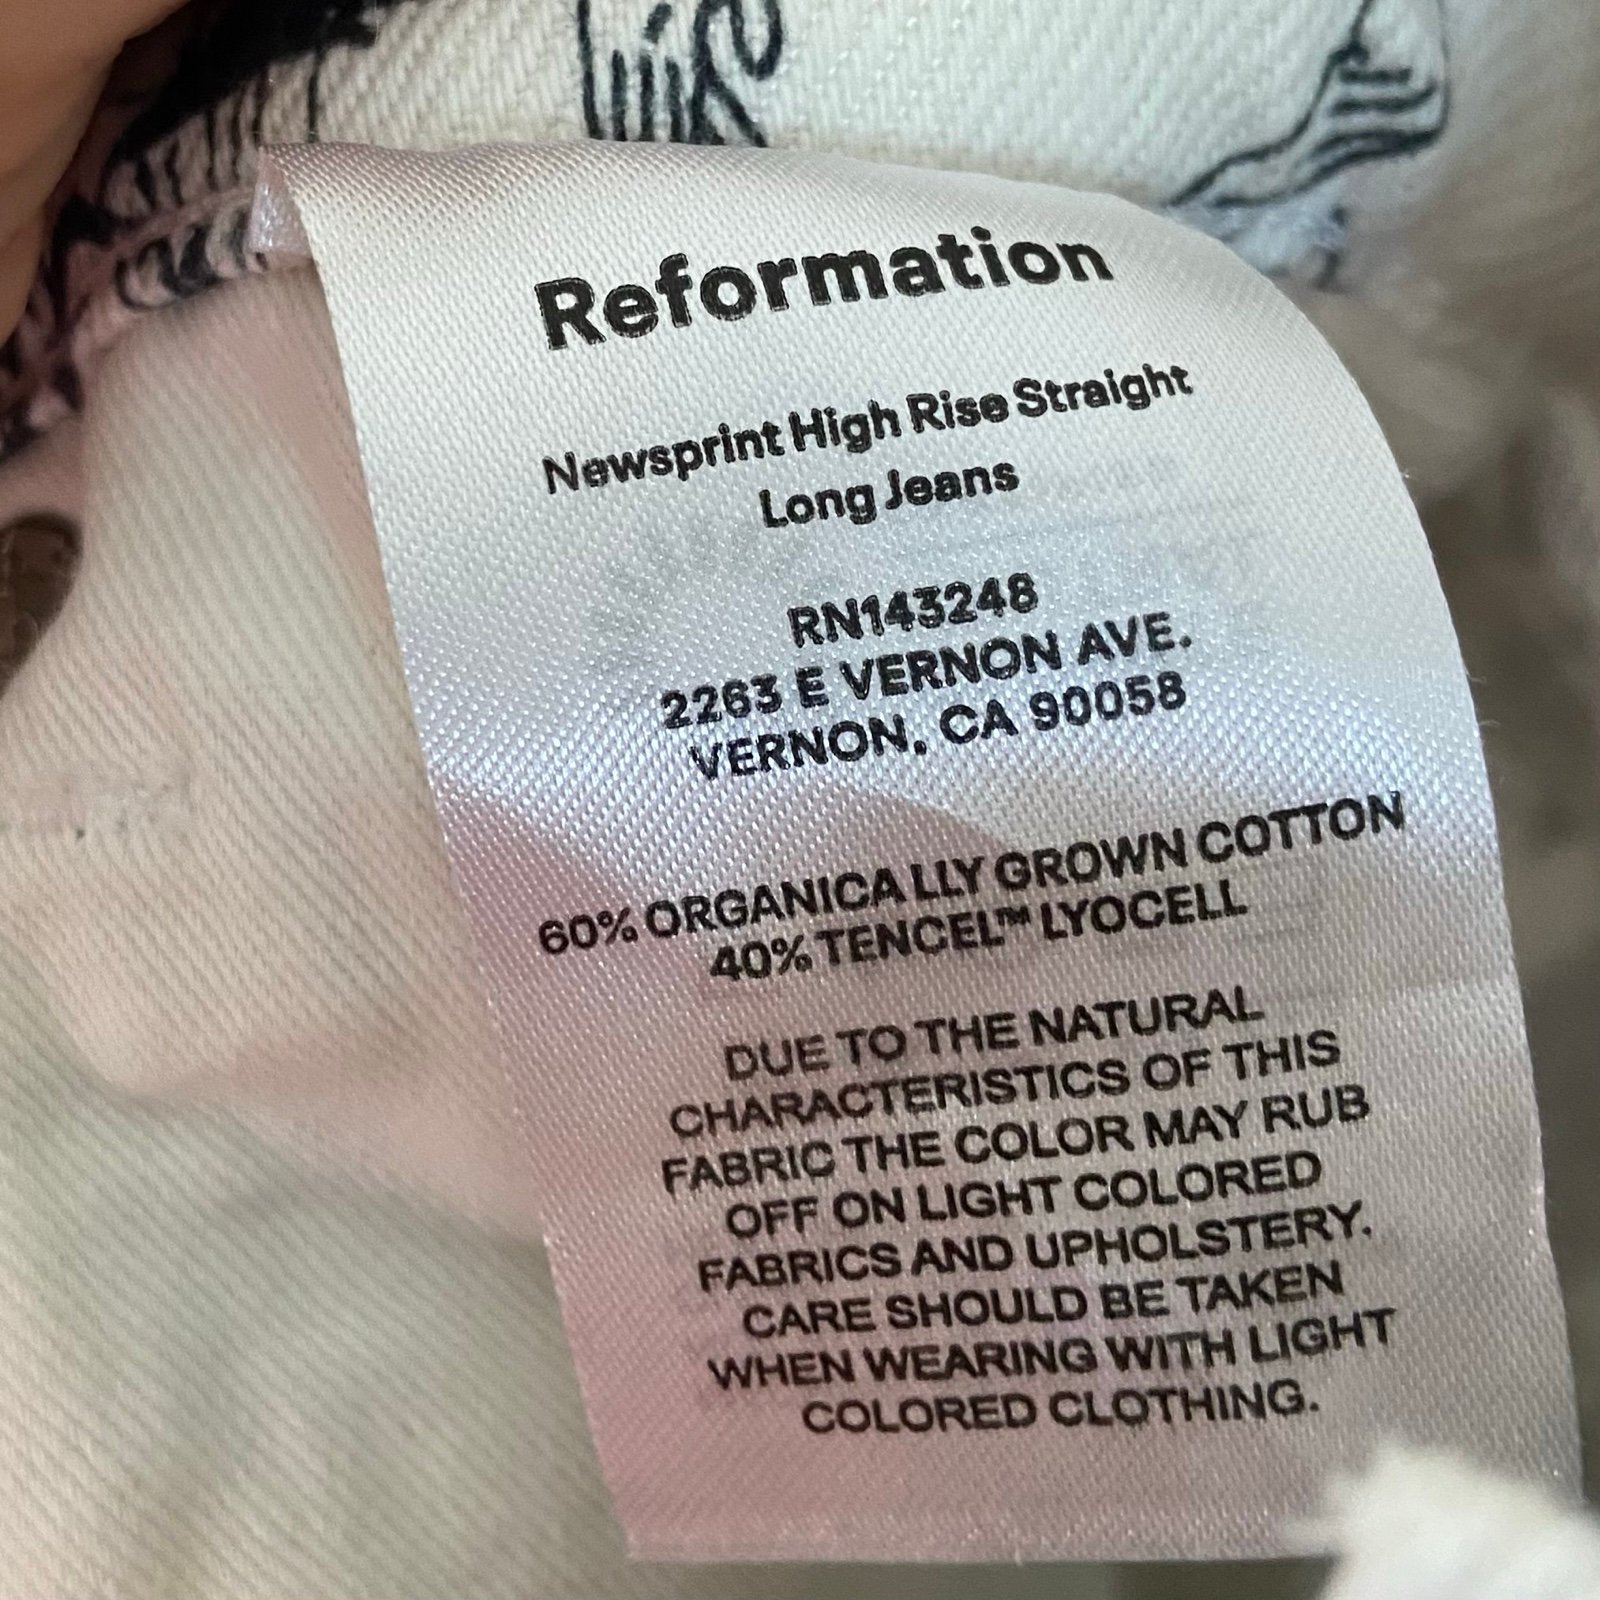 Reformation
Newsprint High Rise Straight
Long Jeans
RN143248
2263 E VERNON AVE.
VERNON, CA 90058
60% ORGANICA LLY GROWN COTTON
40% TENCEL™ LYOCELL
DUE TO THE NATURAL
CHARACTERISTICS OF THIS
FABRIC THE COLOR MAY RUB
OFF ON LIGHT COLORED
FABRICS AND UPHOLSTERY.
CARE SHOULD BE TAKEN
WHEN WEARING WITH LIGHT
COLORED CLOTHING.